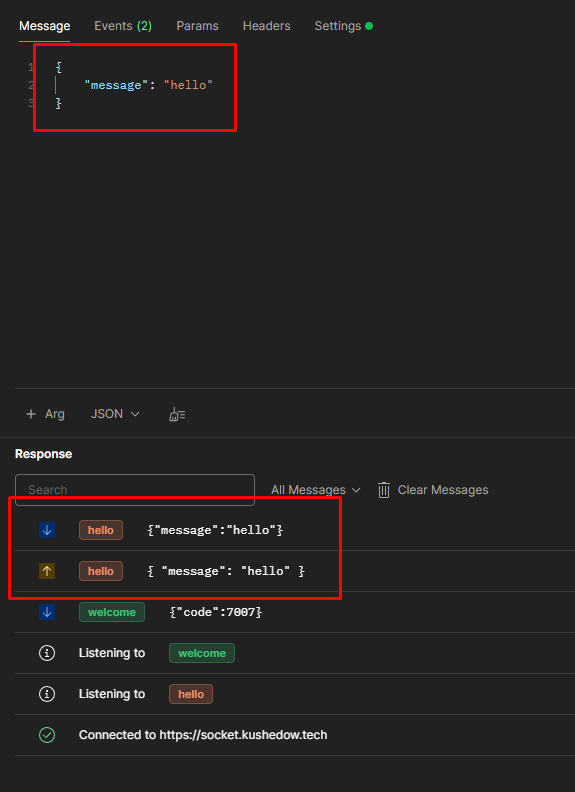 Message Events (2) Params Headers Settings
1 {
2 "message": "hello"
3 }
+ Arg JSON
Response
Search All Messages Clear Messages
hello {"message":"hello"}
hello { "message": "hello" }
welcome {"code":7007}
Listening to welcome
Listening to hello
Connected to https://socket.kushedow.tech